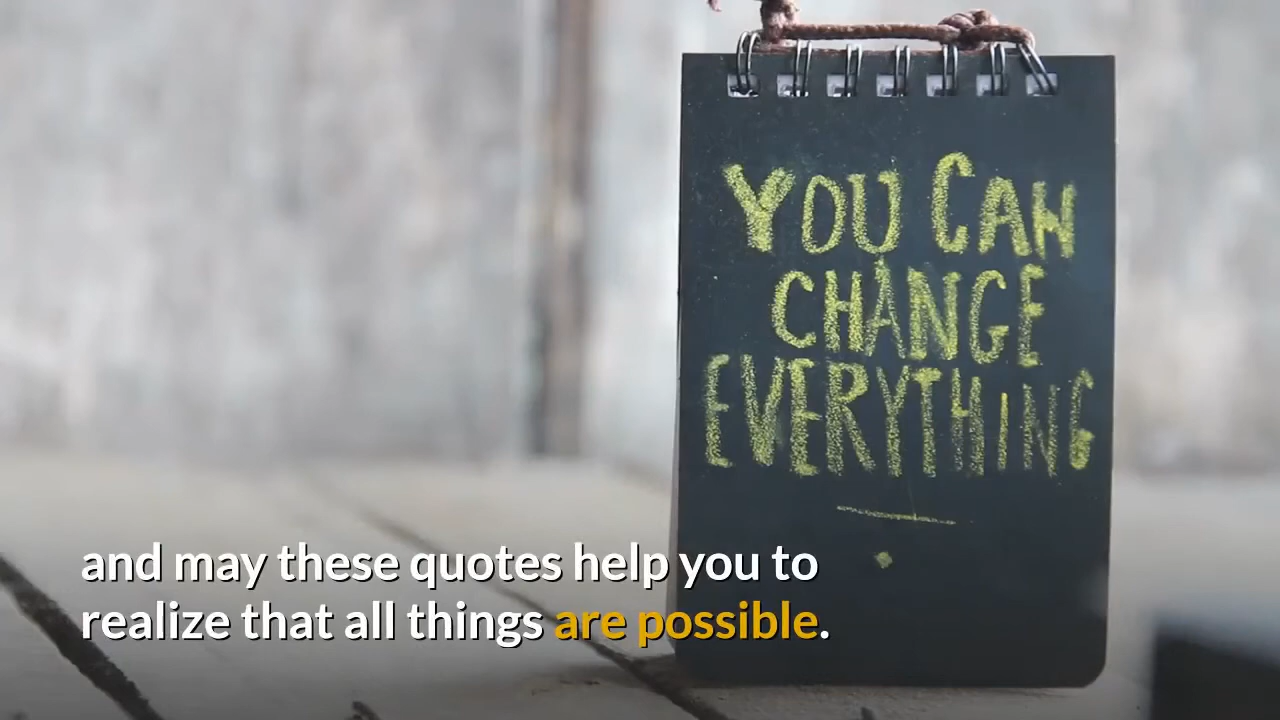 YOU CAN
CHANGE
EVERYTHING
and may these quotes help you to
realize that all things are possible.